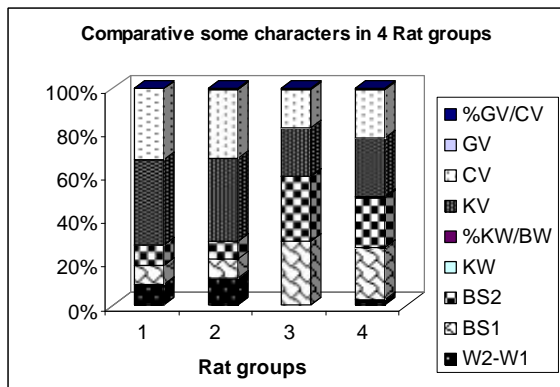 Comparative some characters in 4 Rat groups
100%
80%
60%
40%
20%
0%
1 2 3 4
Rat groups
%GV/CV
GV
CV
KV
%KW/BW
KW
BS2
BS1
W2-W1